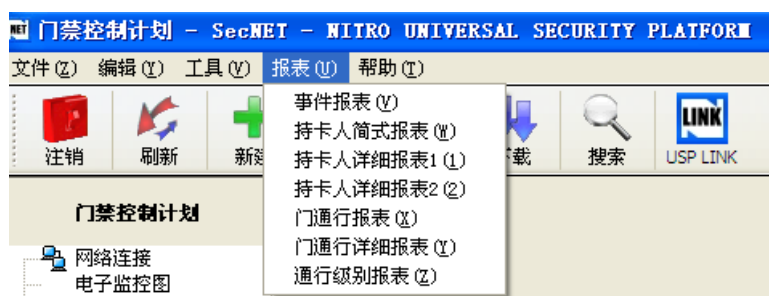 门禁控制计划 - SecNET - NITRO UNIVERSAL SECURITY PLATFORM
文件(Z) 编辑(Y) 工具(V) 报表(U) 帮助(T)
事件报表(V)
持卡人简式报表(W)
持卡人详细报表1(1)
持卡人详细报表2(2)
门通行报表(X)
门通行详细报表(Y)
通行级别报表(Z)
LINK
注销 刷新 新建 下载 搜索 USP LINK
门禁控制计划
网络连接
电子监控图